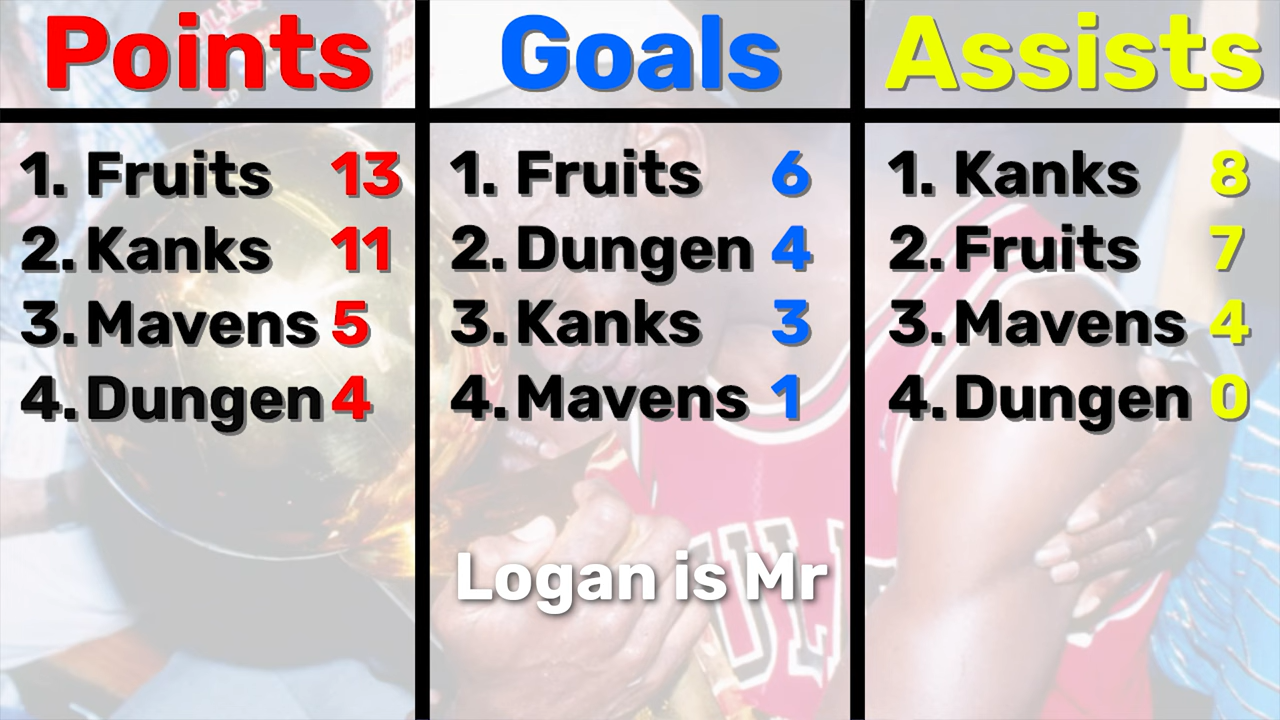 Points
Goals
Assists
1. Fruits 13
2. Kanks 11
3. Mavens 5
4. Dungen 4
1. Fruits 6
2. Dungen 4
3. Kanks 3
4. Mavens 1
1. Kanks 8
2. Fruits 7
3. Mavens 4
4. Dungen 0
Logan is Mr